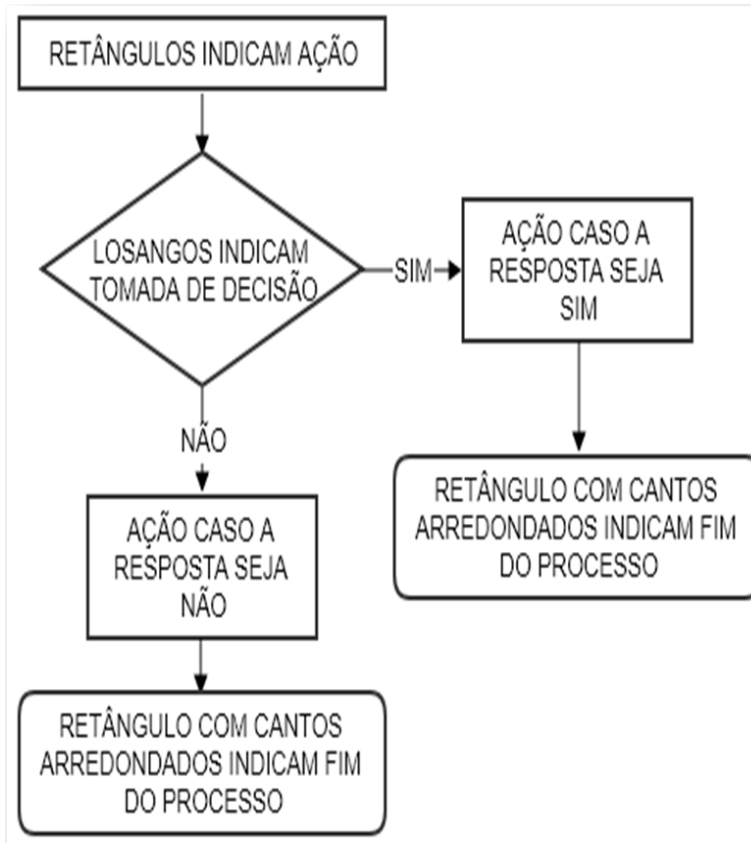 RETÂNGULOS INDICAM AÇÃO
LOSANGOS INDICAM
TOMADA DE DECISÃO
SIM
AÇÃO CASO A
RESPOSTA SEJA
SIM
RETÂNGULO COM CANTOS
ARREDONDADOS INDICAM FIM
DO PROCESSO
NÃO
AÇÃO CASO A
RESPOSTA SEJA
NÃO
RETÂNGULO COM CANTOS
ARREDONDADOS INDICAM FIM
DO PROCESSO